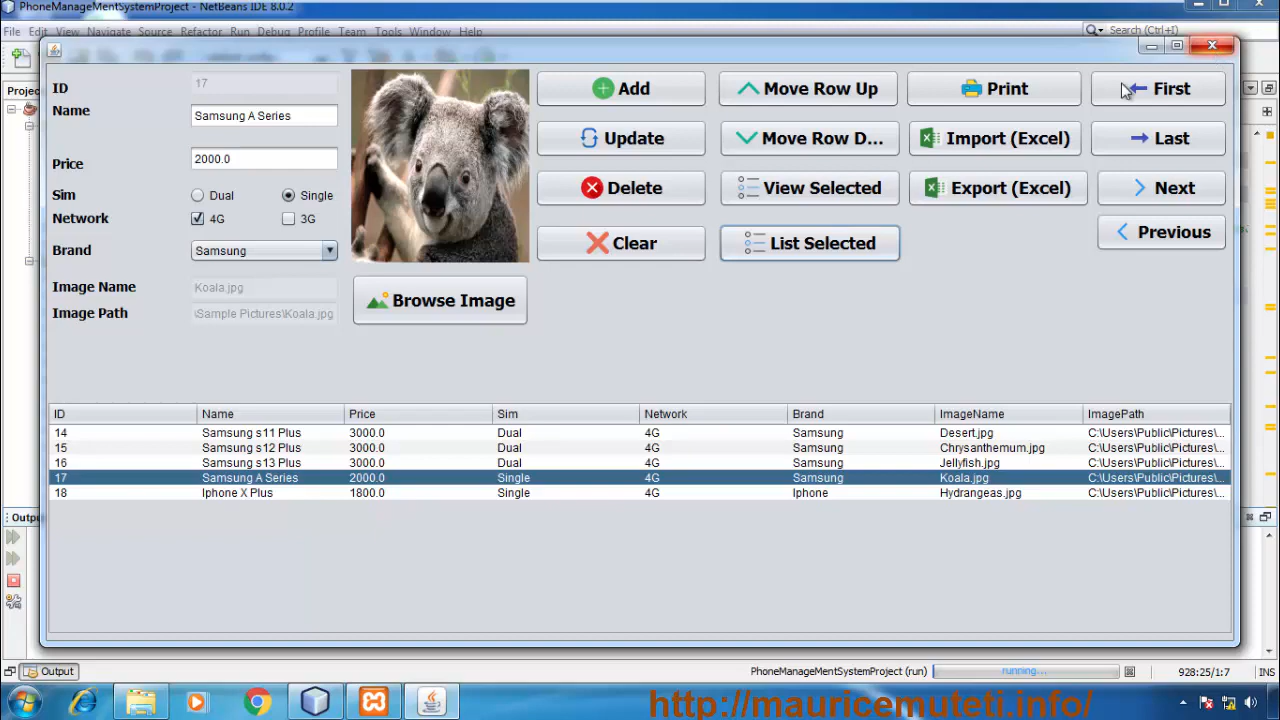 PhoneManageMentSystemProject - NetBeans IDE 8.0.2
File Edit View Navigate Source Refactor Run Debug Profile Team Tools Window Help
Search (Ctrl+I)
Projec
ID 17
Name Samsung A Series
Price 2000.0
Sim Dual Single
Network 4G 3G
Brand Samsung
Image Name Koala.jpg
Image Path \Sample Pictures\Koala.jpg
Browse Image
Add Move Row Up Print First
Update Move Row D... Import (Excel) Last
Delete View Selected Export (Excel) Next
Clear List Selected Previous
ID Name Price Sim Network Brand ImageName ImagePath
14 Samsung s11 Plus 3000.0 Dual 4G Samsung Desert.jpg C:\Users\Public\Pictures\...
15 Samsung s12 Plus 3000.0 Dual 4G Samsung Chrysanthemum.jpg C:\Users\Public\Pictures\...
16 Samsung s13 Plus 3000.0 Dual 4G Samsung Jellyfish.jpg C:\Users\Public\Pictures\...
17 Samsung A Series 2000.0 Single 4G Samsung Koala.jpg C:\Users\Public\Pictures\...
18 Iphone X Plus 1800.0 Single 4G Iphone Hydrangeas.jpg C:\Users\Public\Pictures\...
Outpu
Output
PhoneManageMentSystemProject (run) running... 928:25/1:7 INS
http://mauricemuteti.info/